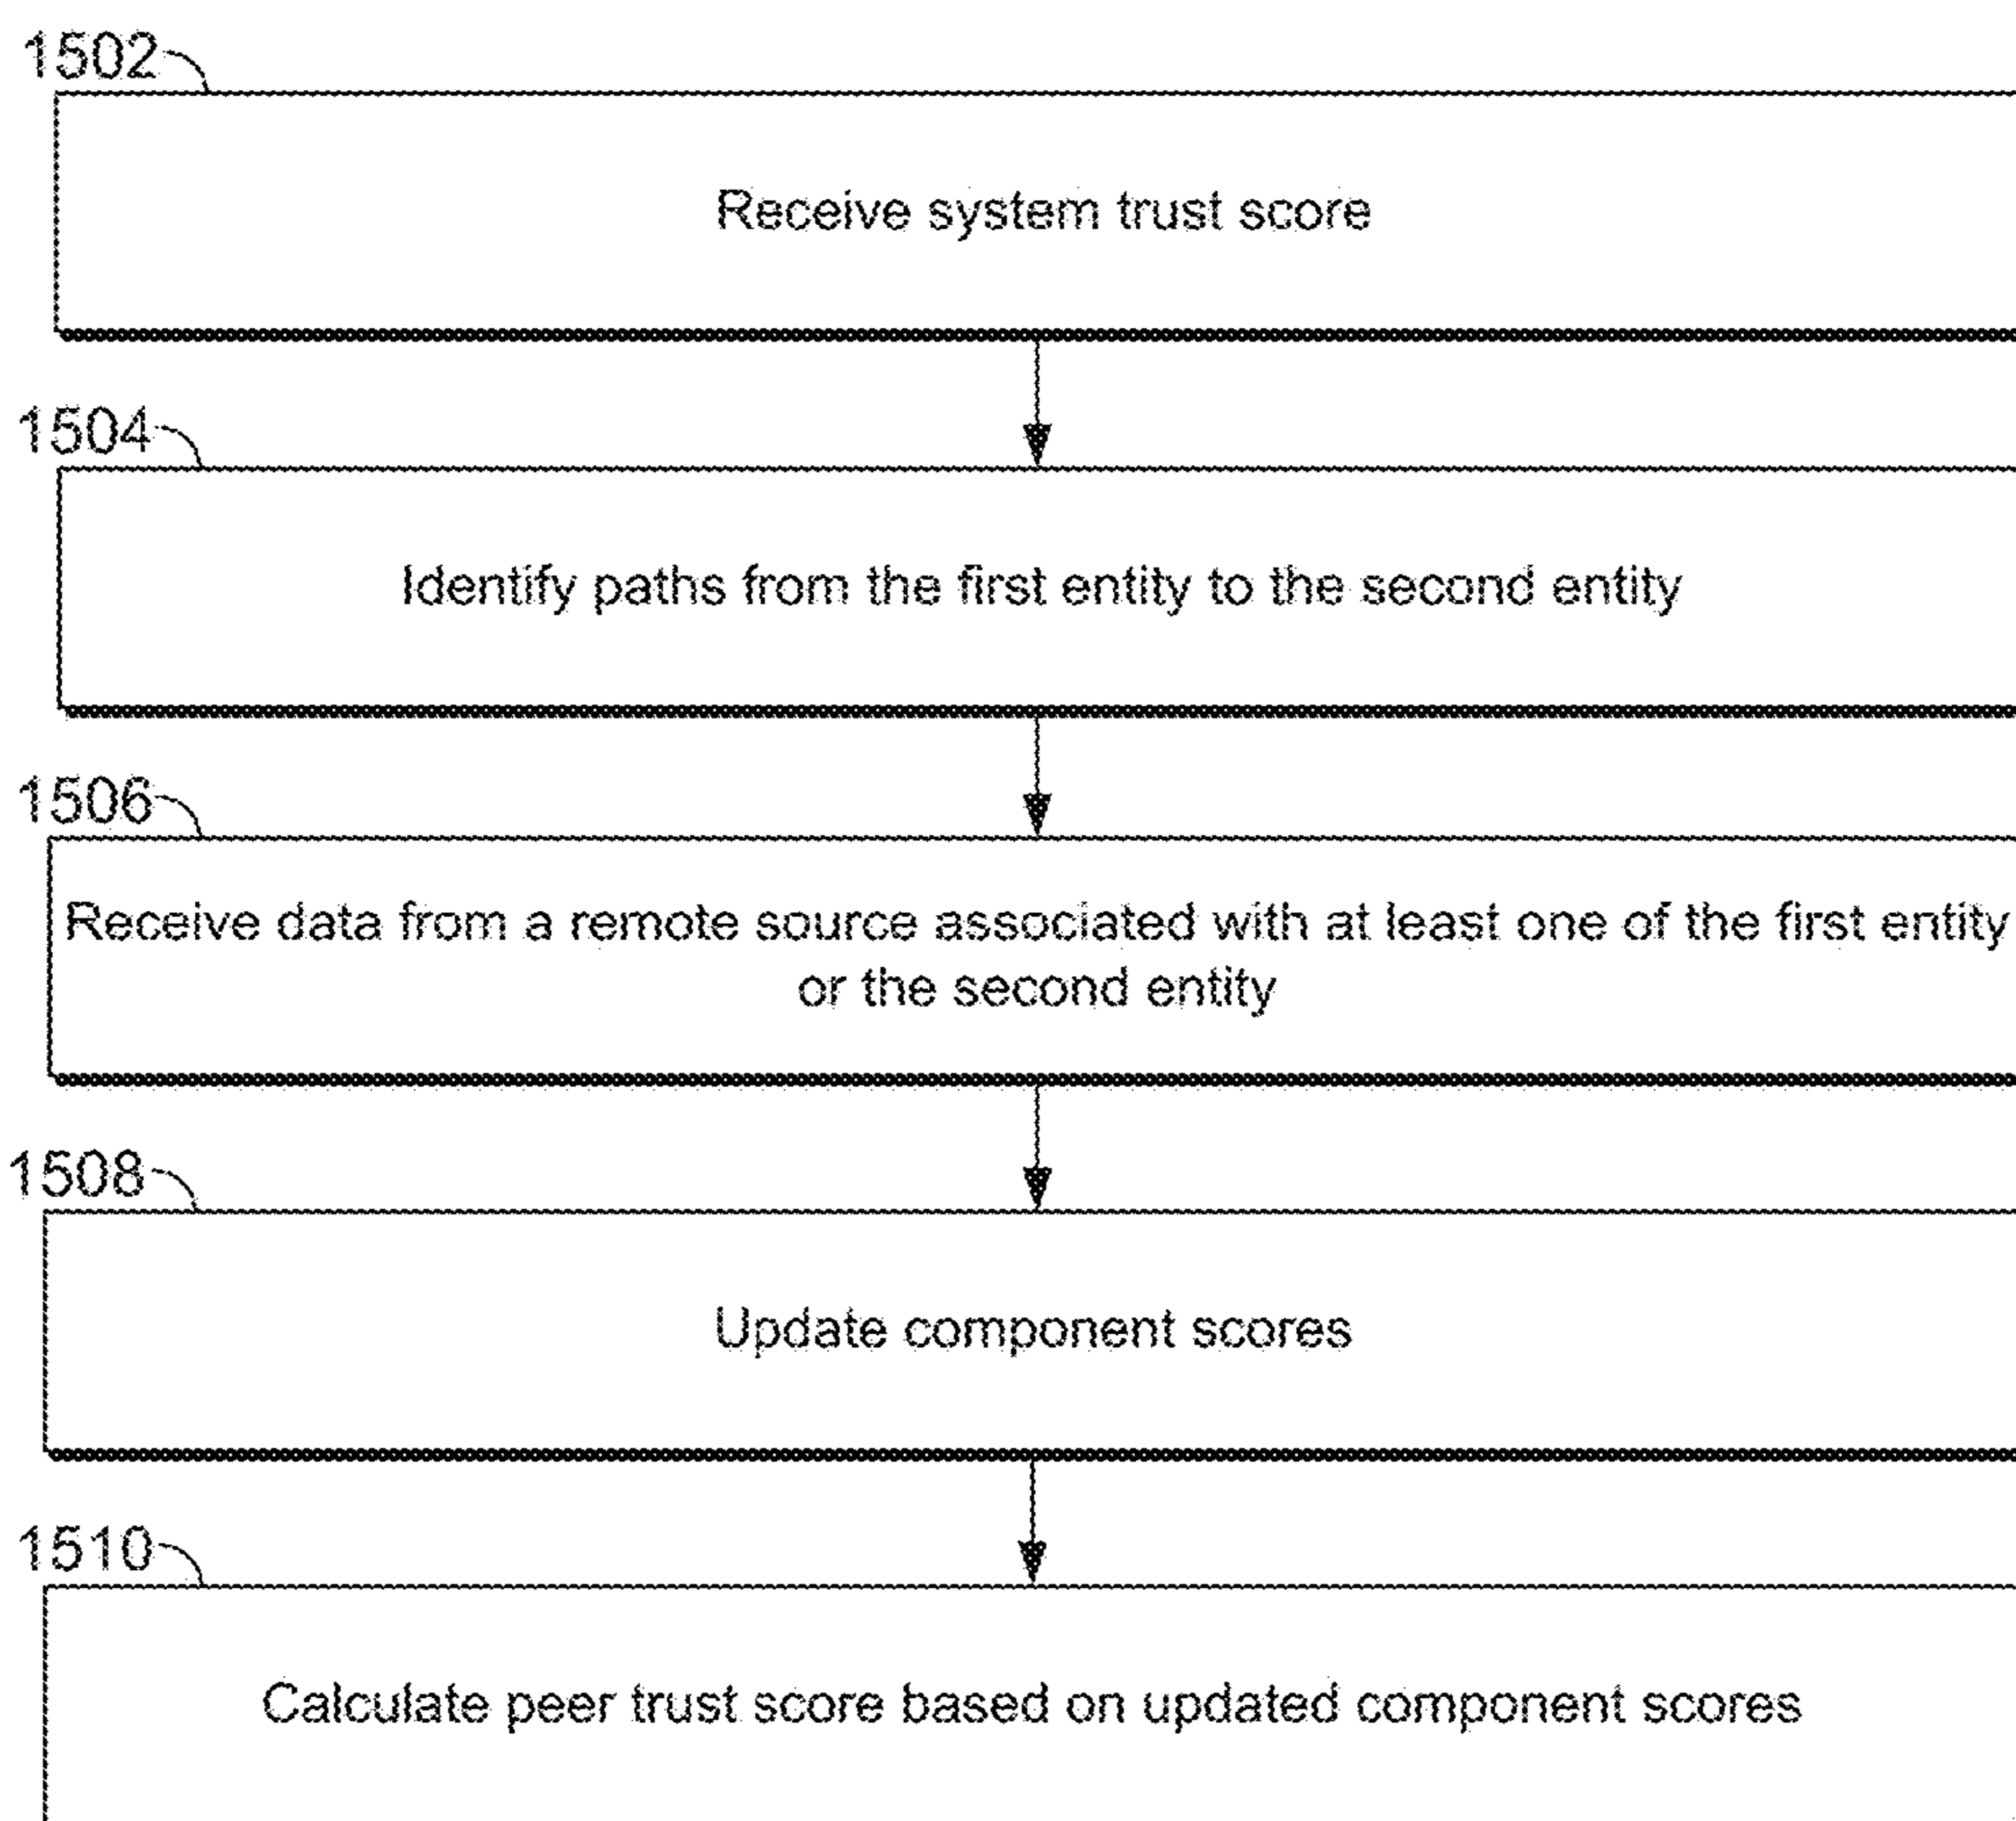 1502
Receive system trust score
1504
Identify paths from the first entity to the second entity
1506
Receive data from a remote source associated with at least one of the first entity
or the second entity
1508
Update component scores
1510
Calculate peer trust score based on updated component scores